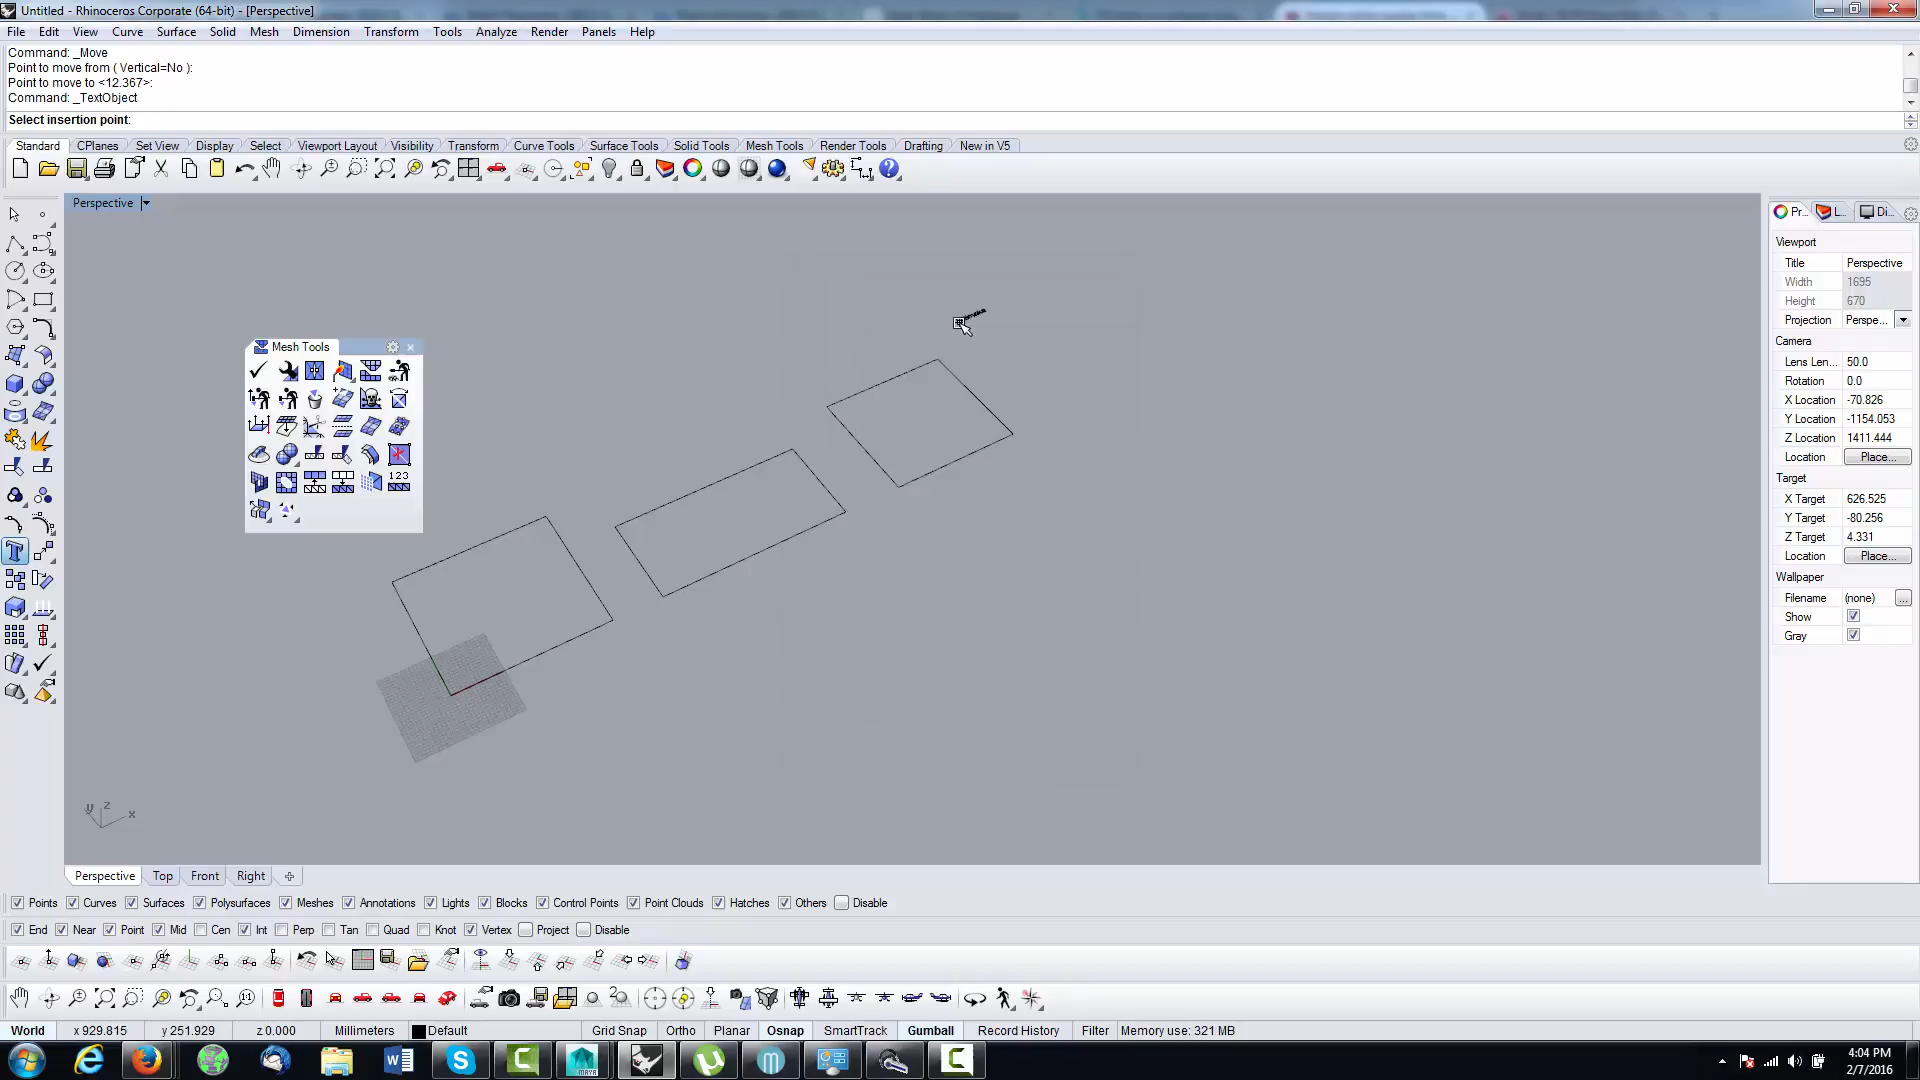 Untitled - Rhinoceros Corporate (64-bit) - [Perspective]
File Edit View Curve Surface Solid Mesh Dimension Transform Tools Analyze Render Panels Help
Command: _Move
Point to move from ( Vertical=No ):
Point to move to <12.367>:
Command: _TextObject
Select insertion point:
Standard CPlanes Set View Display Select Viewport Layout Visibility Transform Curve Tools Surface Tools Solid Tools Mesh Tools Render Tools Drafting New in V5
Perspective
Pr... L... Di...
Viewport
Title Perspective
Width 1695
Height 670
Projection Perspe...
Camera
Lens Len... 50.0
Rotation 0.0
X Location -70.826
Y Location -1154.053
Z Location 1411.444
Location Place...
Target
X Target 626.525
Y Target -80.256
Z Target 4.331
Location Place...
Wallpaper
Filename (none) ...
Show
Gray
Mesh Tools
123
y z x
Perspective Top Front Right
Points Curves Surfaces Polysurfaces Meshes Annotations Lights Blocks Control Points Point Clouds Hatches Others Disable
End Near Point Mid Cen Int Perp Tan Quad Knot Vertex Project Disable
World x 929.815 y 251.929 z 0.000 Millimeters Default Grid Snap Ortho Planar Osnap SmartTrack Gumball Record History Filter Memory use: 321 MB
4:04 PM
2/7/2016